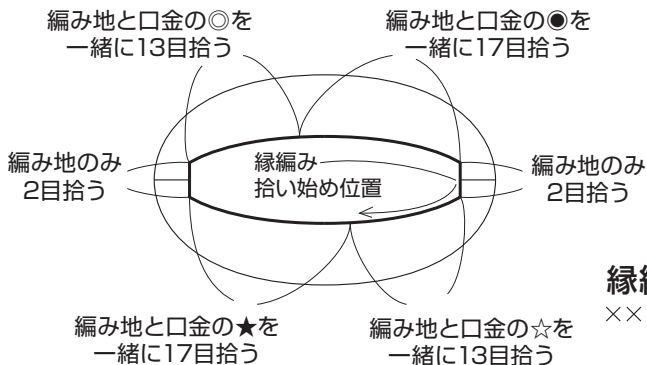 編み地と口金の◎を
一緒に13目拾う
編み地と口金の◉を
一緒に17目拾う
編み地のみ
2目拾う
縁編み
拾い始め位置
編み地のみ
2目拾う
編み地と口金の★を
一緒に17目拾う
編み地と口金の☆を
一緒に13目拾う